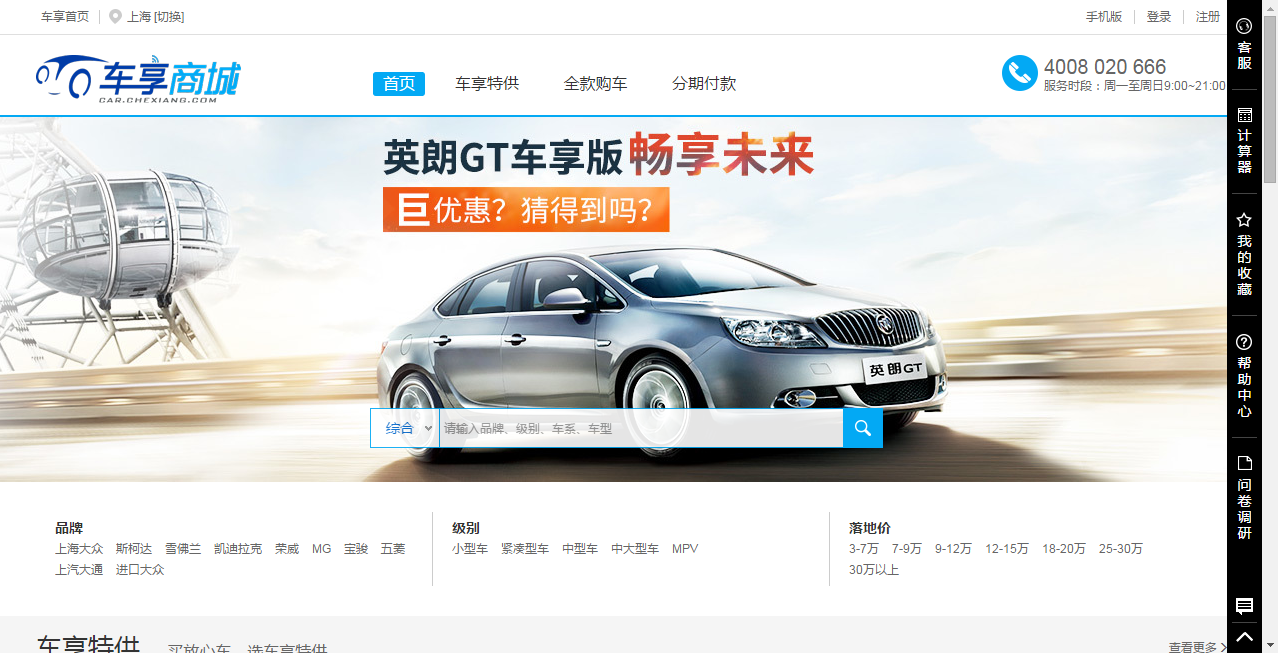 车享首页 上海 [切换] 手机版 登录 注册
车享商城
CAR.CHEXIANG.COM
首页 车享特供 全款购车 分期付款
4008 020 666
服务时段：周一至周日9:00~21:00
英朗GT车享版 畅享未来
巨优惠？猜得到吗？
英朗GT
综合 请输入品牌、级别、车系、车型
品牌
上海大众 斯柯达 雪佛兰 凯迪拉克 荣威 MG 宝骏 五菱
上汽大通 进口大众
级别
小型车 紧凑型车 中型车 中大型车 MPV
落地价
3-7万 7-9万 9-12万 12-15万 18-20万 25-30万
30万以上
车享特供 买放心车，选车享特供 查看更多
客服
计算器
我的收藏
帮助中心
问卷调研